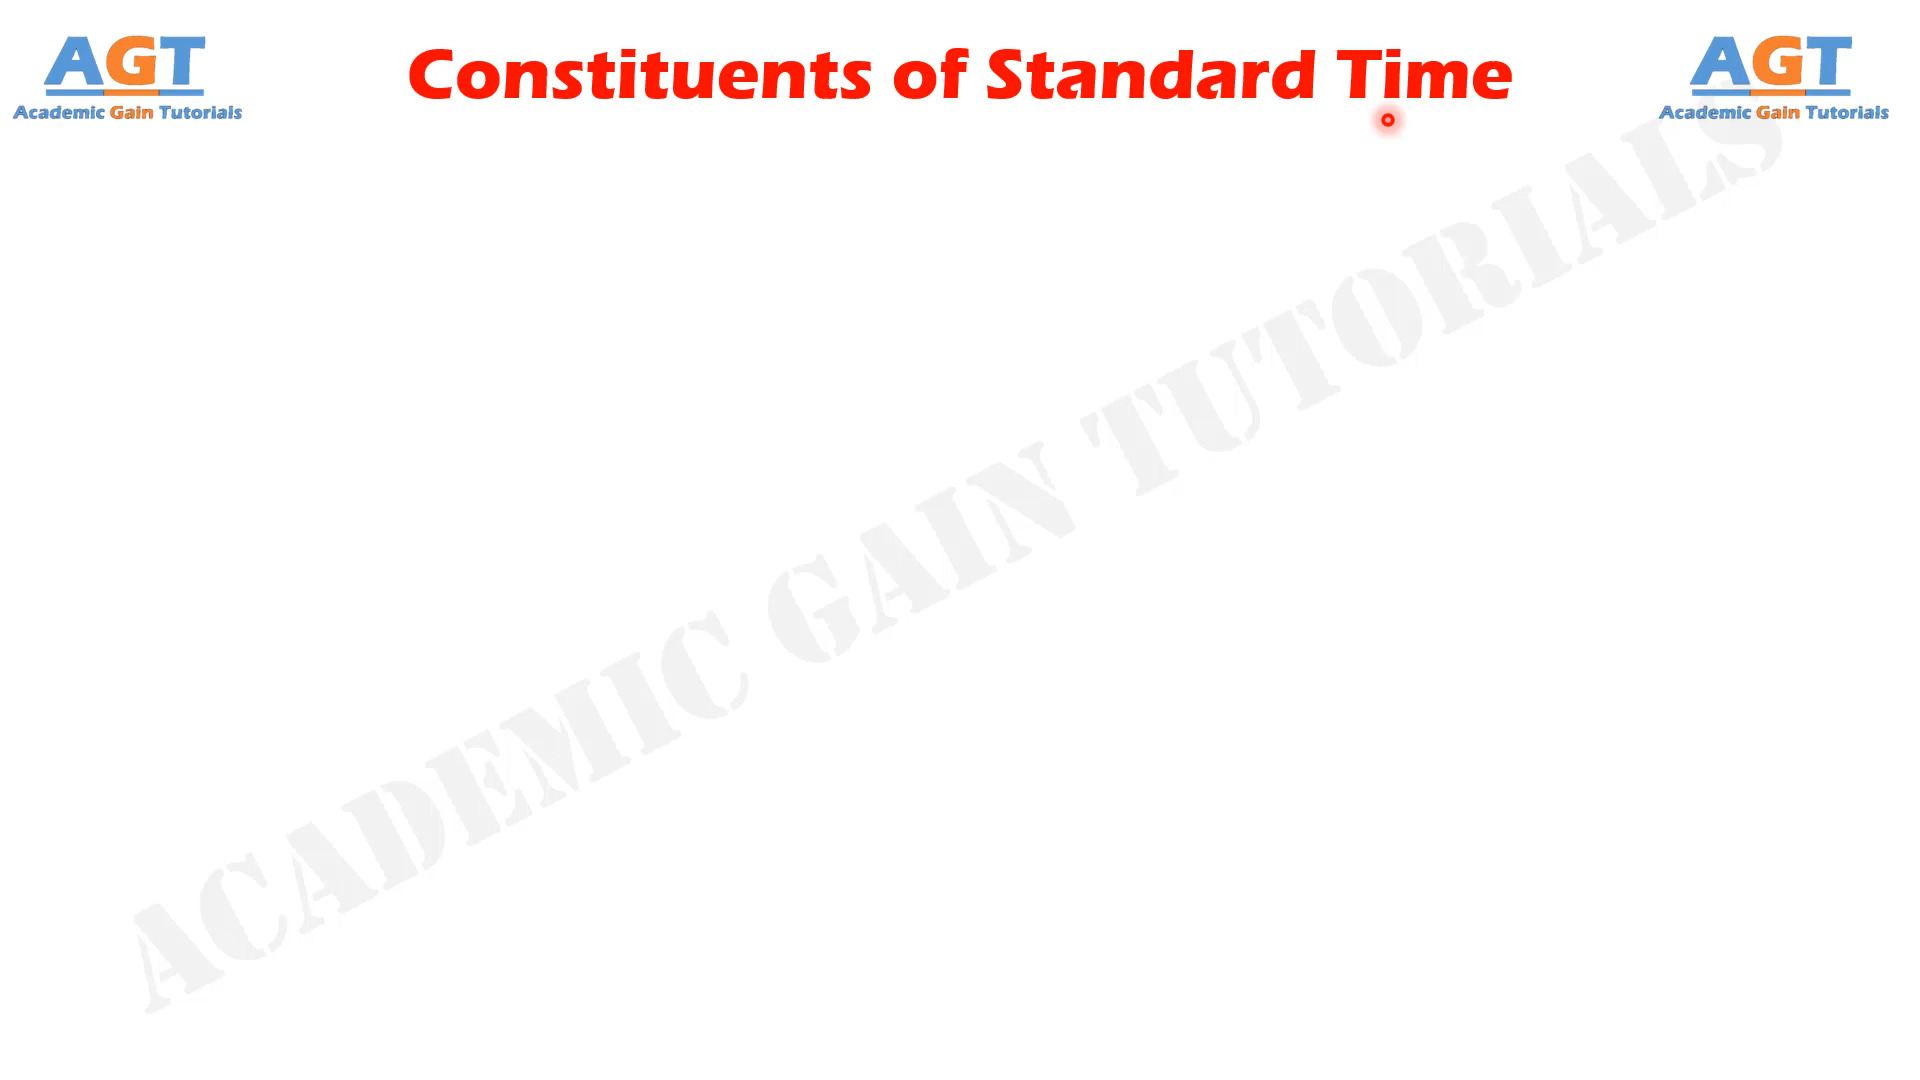 AGT
Academic Gain Tutorials
Constituents of Standard Time
AGT
Academic Gain Tutorials
ACADEMIC GAIN TUTORIALS